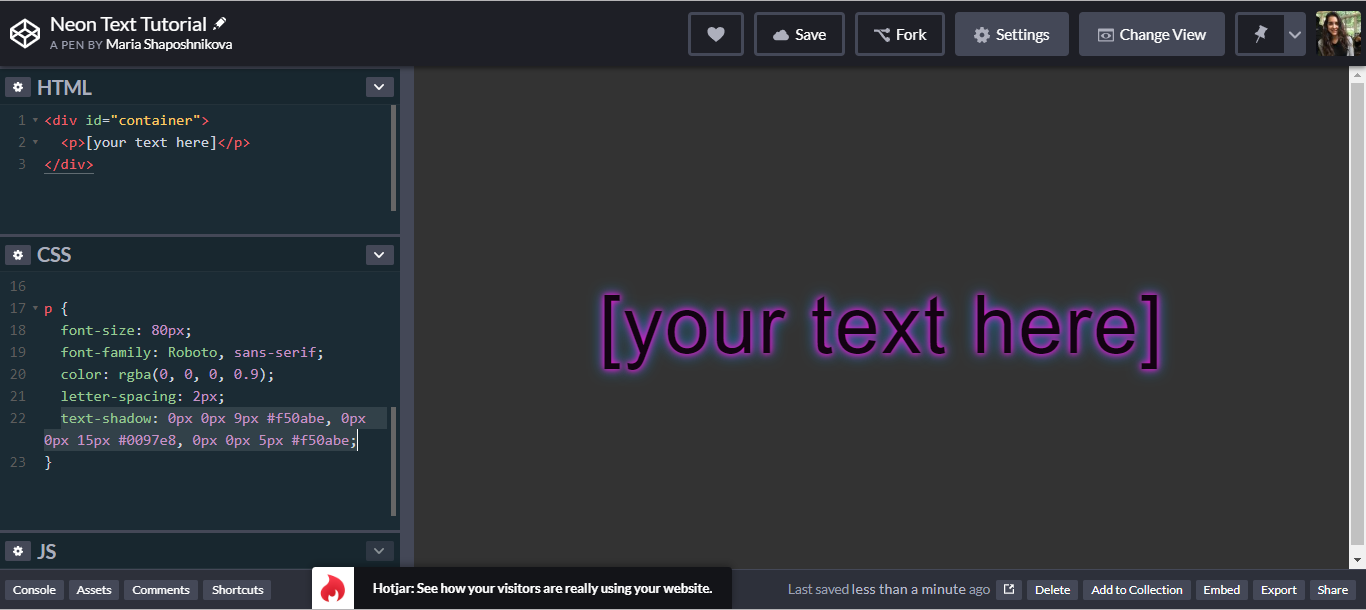 Neon Text Tutorial
A PEN BY Maria Shaposhnikova
Save
Fork
Settings
Change View
HTML
1 <div id="container">
2 <p>[your text here]</p>
3 </div>
CSS
16
17 p {
18 font-size: 80px;
19 font-family: Roboto, sans-serif;
20 color: rgba(0, 0, 0, 0.9);
21 letter-spacing: 2px;
22 text-shadow: 0px 0px 9px #f50abe, 0px
0px 15px #0097e8, 0px 0px 5px #f50abe;
23 }
JS
[your text here]
Console
Assets
Comments
Shortcuts
Hotjar: See how your visitors are really using your website.
Last saved less than a minute ago
Delete
Add to Collection
Embed
Export
Share